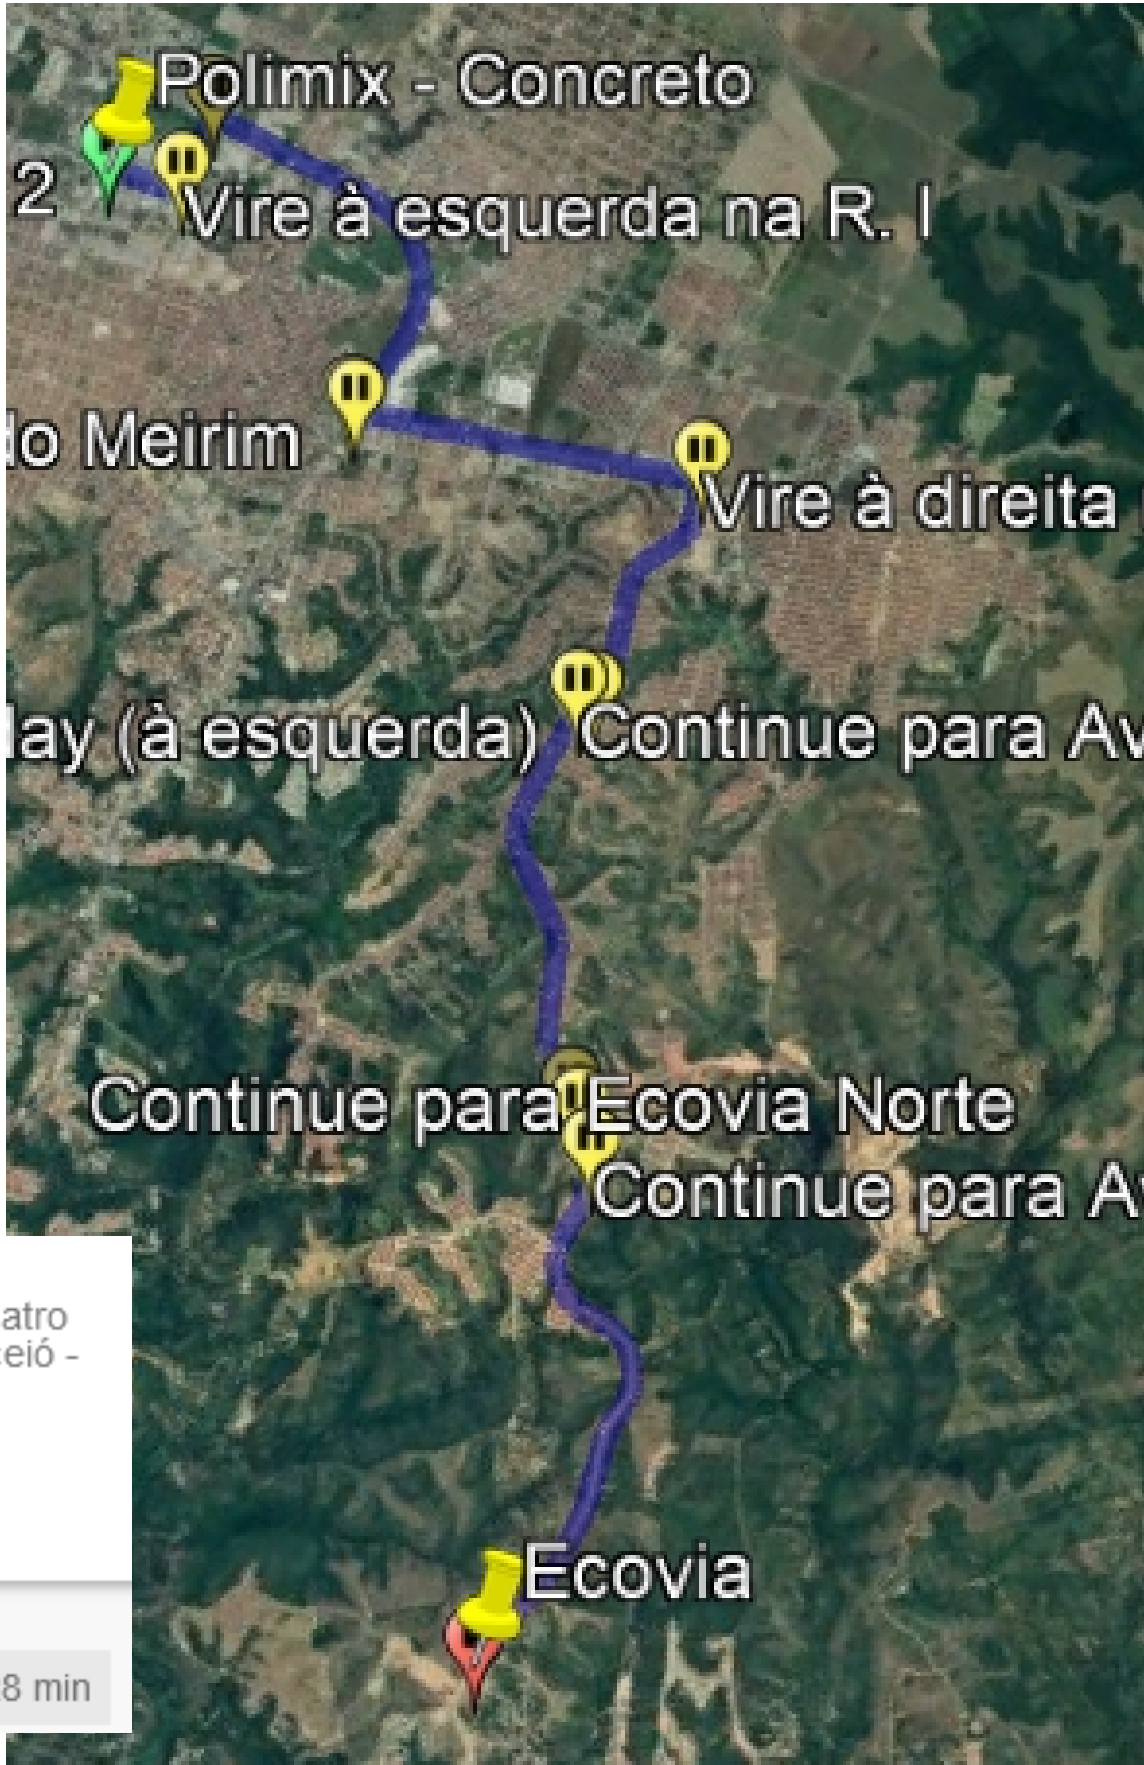 Polimix - Concreto
2
Vire à esquerda na R. I
do Meirim
Vire à direita
lay (à esquerda)
Continue para Av
Continue para Ecovia Norte
Continue para Av
atro
eió -
Ecovia
8 min